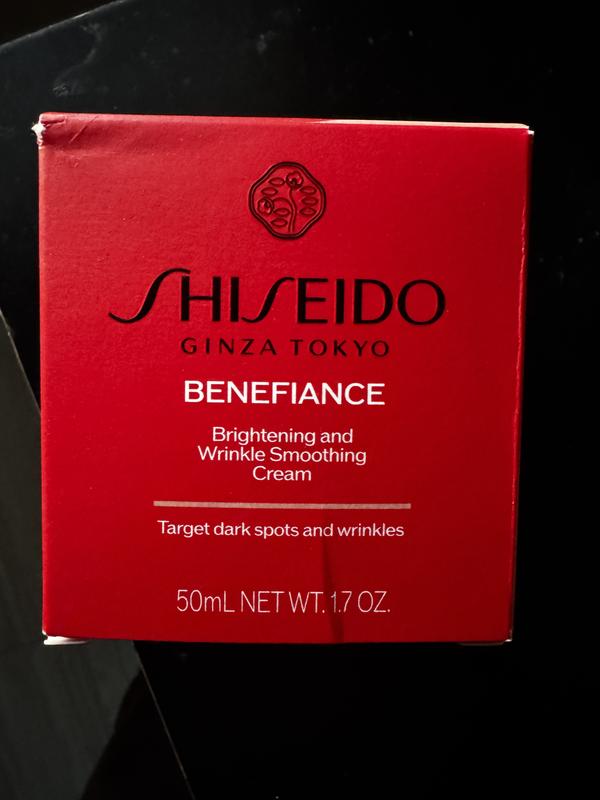 SHISEIDO
GINZA TOKYO
BENEFIANCE
Brightening and
Wrinkle Smoothing
Cream
Target dark spots and wrinkles
50mL NET WT. 1.7 OZ.